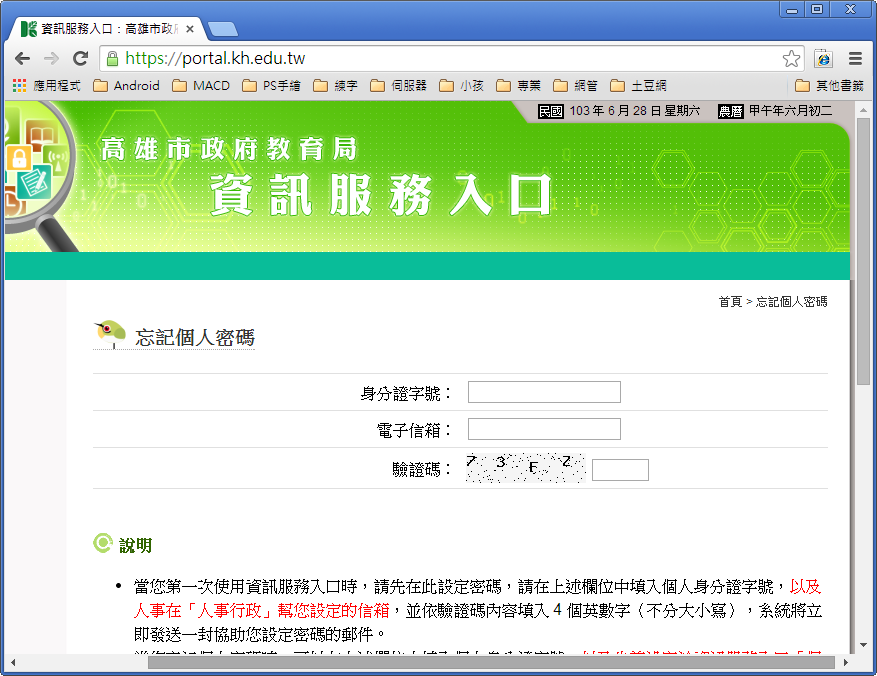 資訊服務入口：高雄市政府
https://portal.kh.edu.tw
應用程式 Android MACD PS手繪 練字 伺服器 小孩 專業 網管 土豆網 其他書籤
民國 103 年 6 月 28 日 星期六 農曆 甲午年六月初二
高雄市政府教育局
資訊服務入口
首頁 > 忘記個人密碼
忘記個人密碼
身分證字號：
電子信箱：
驗證碼： 7 3 F Z
說明
• 當您第一次使用資訊服務入口時，請先在此設定密碼，請在上述欄位中填入個人身分證字號，以及
人事在「人事行政」幫您設定的信箱，並依驗證碼內容填入 4 個英數字（不分大小寫），系統將立
即發送一封協助您設定密碼的郵件。